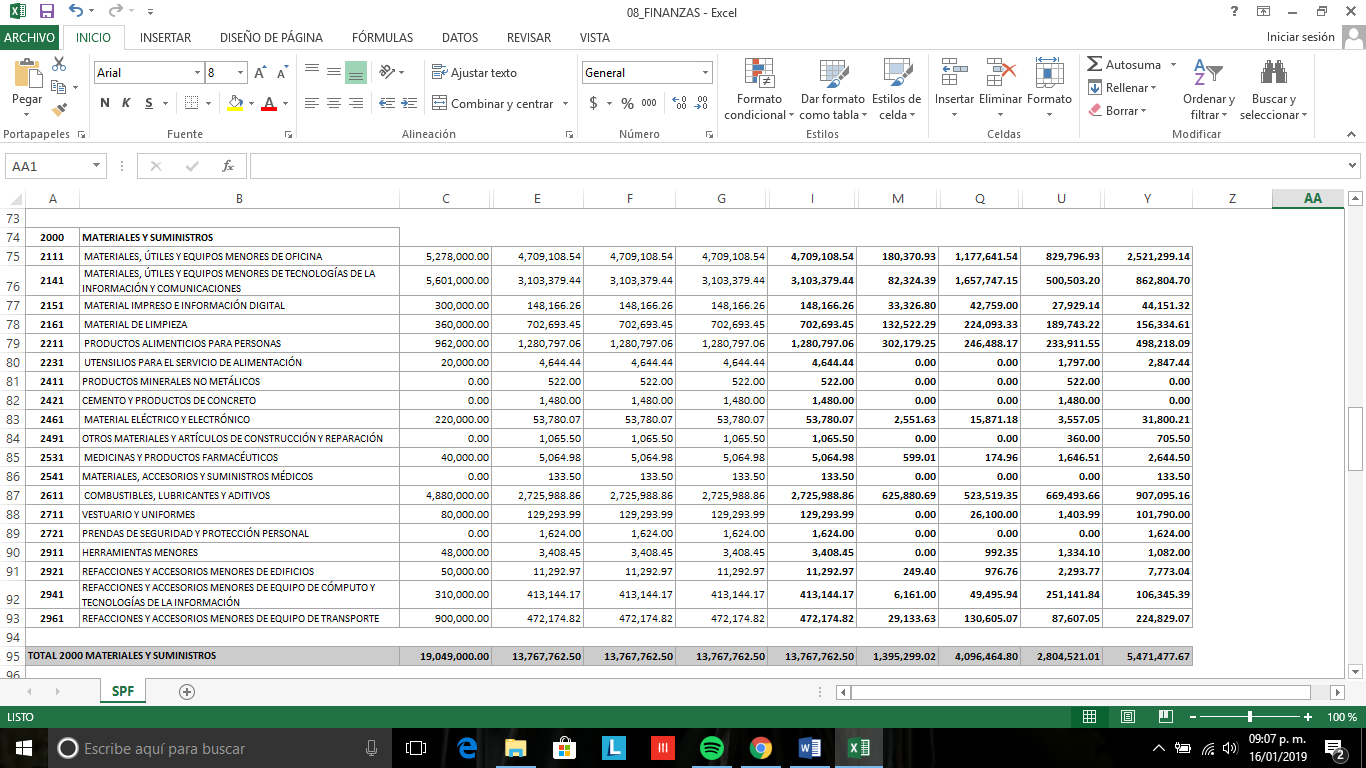 08_FINANZAS - Excel
ARCHIVO INICIO INSERTAR DISEÑO DE PÁGINA FÓRMULAS DATOS REVISAR VISTA Iniciar sesión
Pegar Arial 8 Ajustar texto General Formato Dar formato Estilos de Insertar Eliminar Formato Autosuma Ordenar y Buscar y
N K S Combinar y centrar $ % 000 condicional como tabla celda Rellenar filtrar seleccionar
Borrar
Portapapeles Fuente Alineación Número Estilos Celdas Modificar
AA1 fx
A B C E F G I M Q U Y Z AA
73
74 2000 MATERIALES Y SUMINISTROS
75 2111 MATERIALES, ÚTILES Y EQUIPOS MENORES DE OFICINA 5,278,000.00 4,709,108.54 4,709,108.54 4,709,108.54 4,709,108.54 180,370.93 1,177,641.54 829,796.93 2,521,299.14
76 2141 MATERIALES, ÚTILES Y EQUIPOS MENORES DE TECNOLOGÍAS DE LA
INFORMACIÓN Y COMUNICACIONES 5,601,000.00 3,103,379.44 3,103,379.44 3,103,379.44 3,103,379.44 82,324.39 1,657,747.15 500,503.20 862,804.70
77 2151 MATERIAL IMPRESO E INFORMACIÓN DIGITAL 300,000.00 148,166.26 148,166.26 148,166.26 148,166.26 33,326.80 42,759.00 27,929.14 44,151.32
78 2161 MATERIAL DE LIMPIEZA 360,000.00 702,693.45 702,693.45 702,693.45 702,693.45 132,522.29 224,093.33 189,743.22 156,334.61
79 2211 PRODUCTOS ALIMENTICIOS PARA PERSONAS 962,000.00 1,280,797.06 1,280,797.06 1,280,797.06 1,280,797.06 302,179.25 246,488.17 233,911.55 498,218.09
80 2231 UTENSILIOS PARA EL SERVICIO DE ALIMENTACIÓN 20,000.00 4,644.44 4,644.44 4,644.44 4,644.44 0.00 0.00 1,797.00 2,847.44
81 2411 PRODUCTOS MINERALES NO METÁLICOS 0.00 522.00 522.00 522.00 522.00 0.00 0.00 522.00 0.00
82 2421 CEMENTO Y PRODUCTOS DE CONCRETO 0.00 1,480.00 1,480.00 1,480.00 1,480.00 0.00 0.00 1,480.00 0.00
83 2461 MATERIAL ELÉCTRICO Y ELECTRÓNICO 220,000.00 53,780.07 53,780.07 53,780.07 53,780.07 2,551.63 15,871.18 3,557.05 31,800.21
84 2491 OTROS MATERIALES Y ARTÍCULOS DE CONSTRUCCIÓN Y REPARACIÓN 0.00 1,065.50 1,065.50 1,065.50 1,065.50 0.00 0.00 360.00 705.50
85 2531 MEDICINAS Y PRODUCTOS FARMACÉUTICOS 40,000.00 5,064.98 5,064.98 5,064.98 5,064.98 599.01 174.96 1,646.51 2,644.50
86 2541 MATERIALES, ACCESORIOS Y SUMINISTROS MÉDICOS 0.00 133.50 133.50 133.50 133.50 0.00 0.00 0.00 133.50
87 2611 COMBUSTIBLES, LUBRICANTES Y ADITIVOS 4,880,000.00 2,725,988.86 2,725,988.86 2,725,988.86 2,725,988.86 625,880.69 523,519.35 669,493.66 907,095.16
88 2711 VESTUARIO Y UNIFORMES 80,000.00 129,293.99 129,293.99 129,293.99 129,293.99 0.00 26,100.00 1,403.99 101,790.00
89 2721 PRENDAS DE SEGURIDAD Y PROTECCIÓN PERSONAL 0.00 1,624.00 1,624.00 1,624.00 1,624.00 0.00 0.00 0.00 1,624.00
90 2911 HERRAMIENTAS MENORES 48,000.00 3,408.45 3,408.45 3,408.45 3,408.45 0.00 992.35 1,334.10 1,082.00
91 2921 REFACCIONES Y ACCESORIOS MENORES DE EDIFICIOS 50,000.00 11,292.97 11,292.97 11,292.97 11,292.97 249.40 976.76 2,293.77 7,773.04
92 2941 REFACCIONES Y ACCESORIOS MENORES DE EQUIPO DE CÓMPUTO Y
TECNOLOGÍAS DE LA INFORMACIÓN 310,000.00 413,144.17 413,144.17 413,144.17 413,144.17 6,161.00 49,495.94 251,141.84 106,345.39
93 2961 REFACCIONES Y ACCESORIOS MENORES DE EQUIPO DE TRANSPORTE 900,000.00 472,174.82 472,174.82 472,174.82 472,174.82 29,133.63 130,605.07 87,607.05 224,829.07
94
95 TOTAL 2000 MATERIALES Y SUMINISTROS 19,049,000.00 13,767,762.50 13,767,762.50 13,767,762.50 13,767,762.50 1,395,299.02 4,096,464.80 2,804,521.01 5,471,477.67
96
SPF
LISTO 100 %
Escribe aquí para buscar 09:07 p. m.
16/01/2019 2